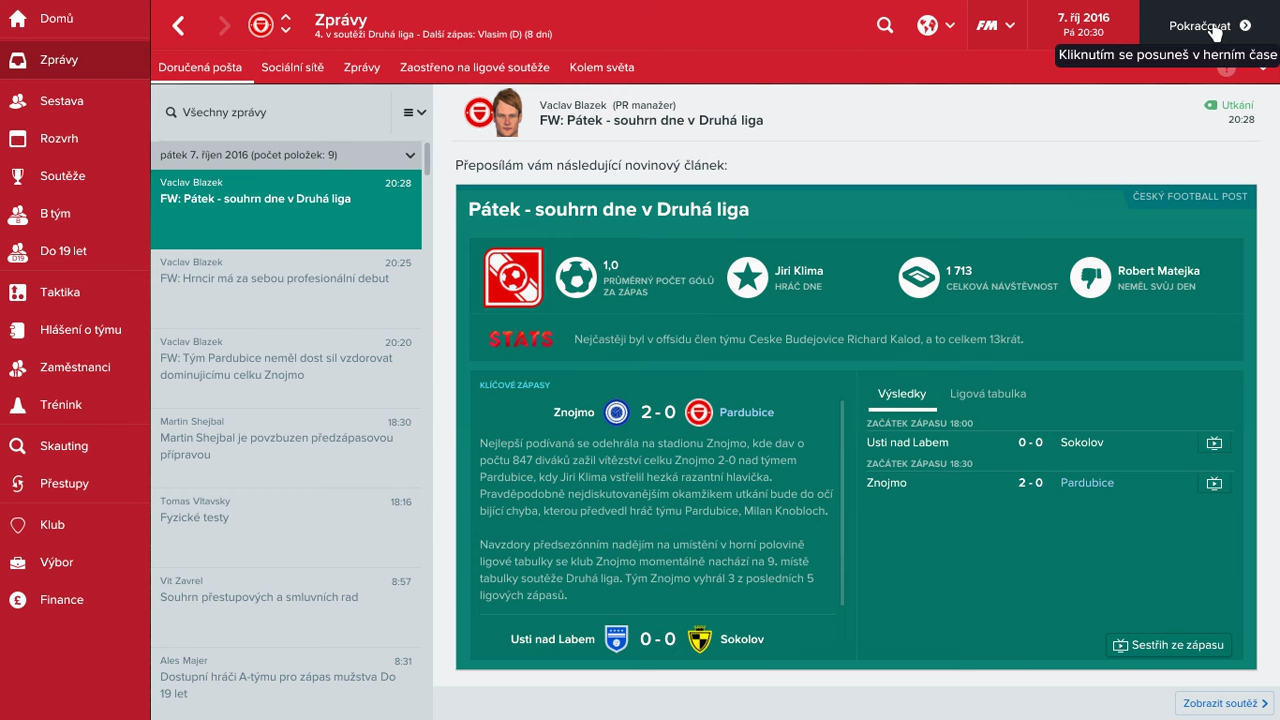 Domů
Zprávy
Sestava
Rozvrh
Soutěže
B tým
Do 19 let
Taktika
Hlášení o týmu
Zaměstnanci
Trénink
Skauting
Přestupy
Klub
Výbor
Finance
Zprávy
4. v soutěži Druhá liga - Další zápas: Vlasim (D) (8 dní)
FM
7. říj 2016
Pá 20:30
Pokračovat
Kliknutím se posuneš v herním čase
Doručená pošta
Sociální sítě
Zprávy
Zaostřeno na ligové soutěže
Kolem světa
Všechny zprávy
pátek 7. říjen 2016 (počet položek: 9)
Vaclav Blazek 20:28
FW: Pátek - souhrn dne v Druhá liga
Vaclav Blazek 20:25
FW: Hrncir má za sebou profesionální debut
Vaclav Blazek 20:20
FW: Tým Pardubice neměl dost sil vzdorovat
dominujicímu celku Znojmo
Martin Shejbal 18:30
Martin Shejbal je povzbuzen předzápasovou
přípravou
Tomas Vltavsky 18:16
Fyzické testy
Vit Zavrel 8:57
Souhrn přestupových a smluvních rad
Ales Majer 8:31
Dostupní hráči A-týmu pro zápas mužstva Do
19 let
Vaclav Blazek (PR manažer)
FW: Pátek - souhrn dne v Druhá liga
Utkání
20:28
Přeposílám vám následující novinový článek:
Pátek - souhrn dne v Druhá liga
ČESKÝ FOOTBALL POST
1,0
PRŮMĚRNÝ POČET GÓLŮ
ZA ZÁPAS
Jiri Klima
HRÁČ DNE
1 713
CELKOVÁ NÁVŠTĚVNOST
Robert Matejka
NEMĚL SVŮJ DEN
STATS
Nejčastěji byl v offsidu člen týmu Ceske Budejovice Richard Kalod, a to celkem 13krát.
KLÍČOVÉ ZÁPASY
Znojmo 2 - 0 Pardubice
Nejlepší podívaná se odehrála na stadionu Znojmo, kde dav o
počtu 847 diváků zažil vítězství celku Znojmo 2-0 nad týmem
Pardubice, kdy Jiri Klima vstřelil hezká razantní hlavička.
Pravděpodobně nejdiskutovanějším okamžikem utkání bude do očí
bijící chyba, kterou předvedl hráč týmu Pardubice, Milan Knobloch.
Navzdory předsezónním nadějím na umístění v horní polovině
ligové tabulky se klub Znojmo momentálně nachází na 9. místě
tabulky soutěže Druhá liga. Tým Znojmo vyhrál 3 z posledních 5
ligových zápasů.
Usti nad Labem 0 - 0 Sokolov
Výsledky
Ligová tabulka
ZAČÁTEK ZÁPASU 18:00
Usti nad Labem 0 - 0 Sokolov
ZAČÁTEK ZÁPASU 18:30
Znojmo 2 - 0 Pardubice
Sestřih ze zápasu
Zobrazit soutěž